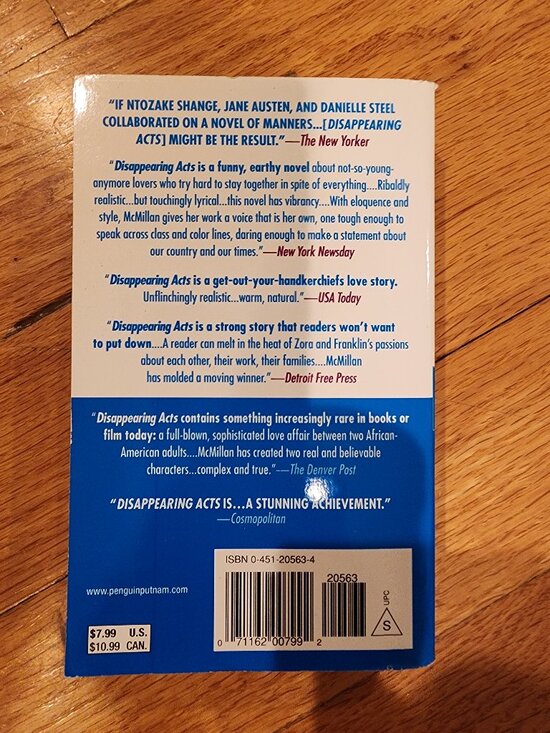 “IF NTOZAKE SHANGE, JANE AUSTEN, AND DANIELLE STEEL
COLLABORATED ON A NOVEL OF MANNERS...[DISAPPEARING
ACTS] MIGHT BE THE RESULT.”—The New Yorker
“Disappearing Acts is a funny, earthy novel about not-so-young-
anymore lovers who try hard to stay together in spite of everything....Ribaldly
realistic...but touchingly lyrical...this novel has vibrancy....With eloquence and
style, McMillan gives her work a voice that is her own, one tough enough to
speak across class and color lines, daring enough to make a statement about
our country and our times.”—New York Newsday
“Disappearing Acts is a get-out-your-handkerchiefs love story.
Unflinchingly realistic...warm, natural.”—USA Today
“Disappearing Acts is a strong story that readers won’t want
to put down....A reader can melt in the heat of Zora and Franklin’s passions
about each other, their work, their families....McMillan
has molded a moving winner.”—Detroit Free Press
“Disappearing Acts contains something increasingly rare in books or
film today: a full-blown, sophisticated love affair between two African-
American adults....McMillan has created two real and believable
characters...complex and true.”—The Denver Post
“DISAPPEARING ACTS IS...A STUNNING ACHIEVEMENT.”
—Cosmopolitan
ISBN 0-451-20563-4
20563
www.penguinputnam.com
UPC
S
$7.99 U.S.
$10.99 CAN.
0 71162 00799 2